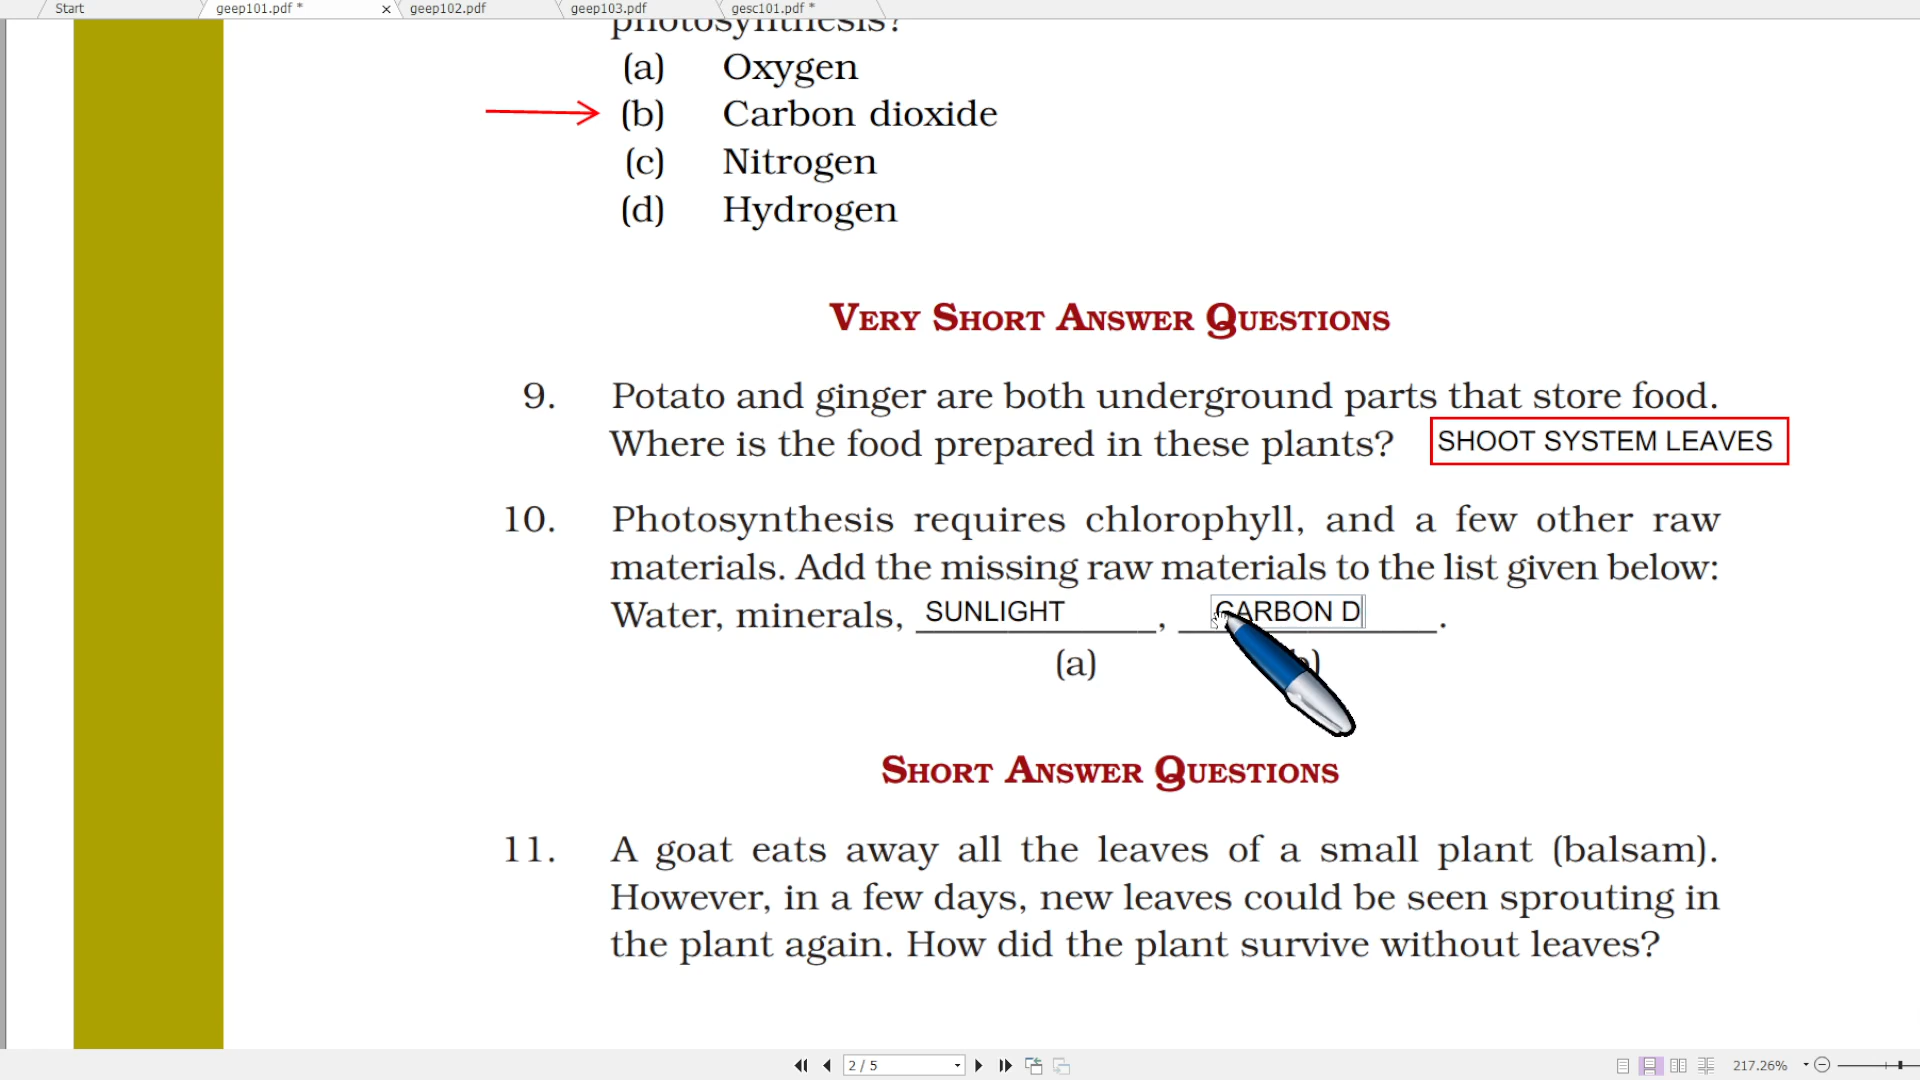 Start geep101.pdf * × geep102.pdf geep103.pdf gesc101.pdf *
photosynthesis?
(a) Oxygen
(b) Carbon dioxide
(c) Nitrogen
(d) Hydrogen
VERY SHORT ANSWER QUESTIONS
9. Potato and ginger are both underground parts that store food.
Where is the food prepared in these plants? SHOOT SYSTEM LEAVES
10. Photosynthesis requires chlorophyll, and a few other raw
materials. Add the missing raw materials to the list given below:
Water, minerals, SUNLIGHT, CARBON D.
(a) (b)
SHORT ANSWER QUESTIONS
11. A goat eats away all the leaves of a small plant (balsam).
However, in a few days, new leaves could be seen sprouting in
the plant again. How did the plant survive without leaves?
2 / 5 217.26%